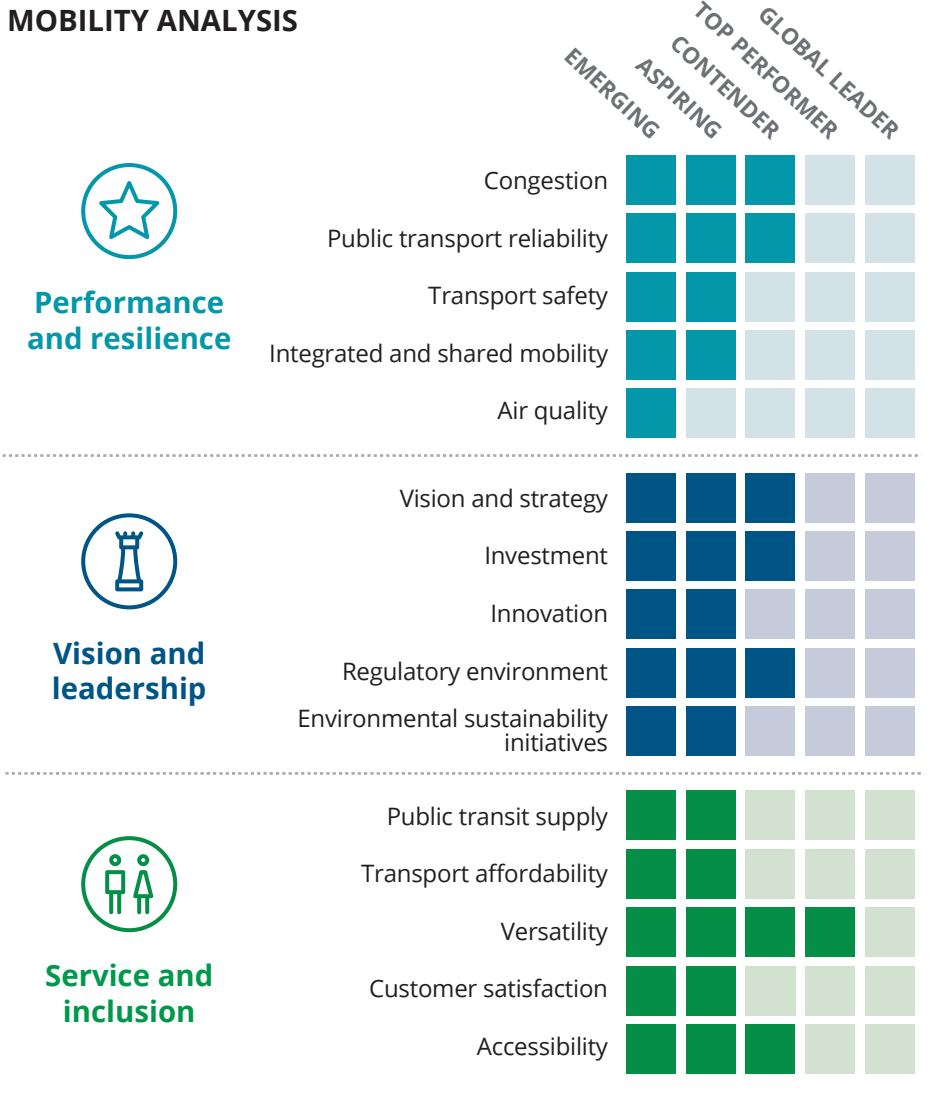 MOBILITY ANALYSIS
EMERGING
ASPIRING
CONTENDER
TOP PERFORMER
GLOBAL LEADER
Performance
and resilience
Congestion
Public transport reliability
Transport safety
Integrated and shared mobility
Air quality
Vision and
leadership
Vision and strategy
Investment
Innovation
Regulatory environment
Environmental sustainability
initiatives
Service and
inclusion
Public transit supply
Transport affordability
Versatility
Customer satisfaction
Accessibility